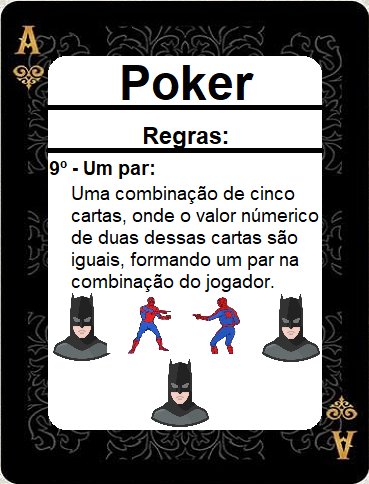 A
Poker
Regras:
9º - Um par:
Uma combinação de cinco
cartas, onde o valor númerico
de duas dessas cartas são
iguais, formando um par na
combinação do jogador.
A